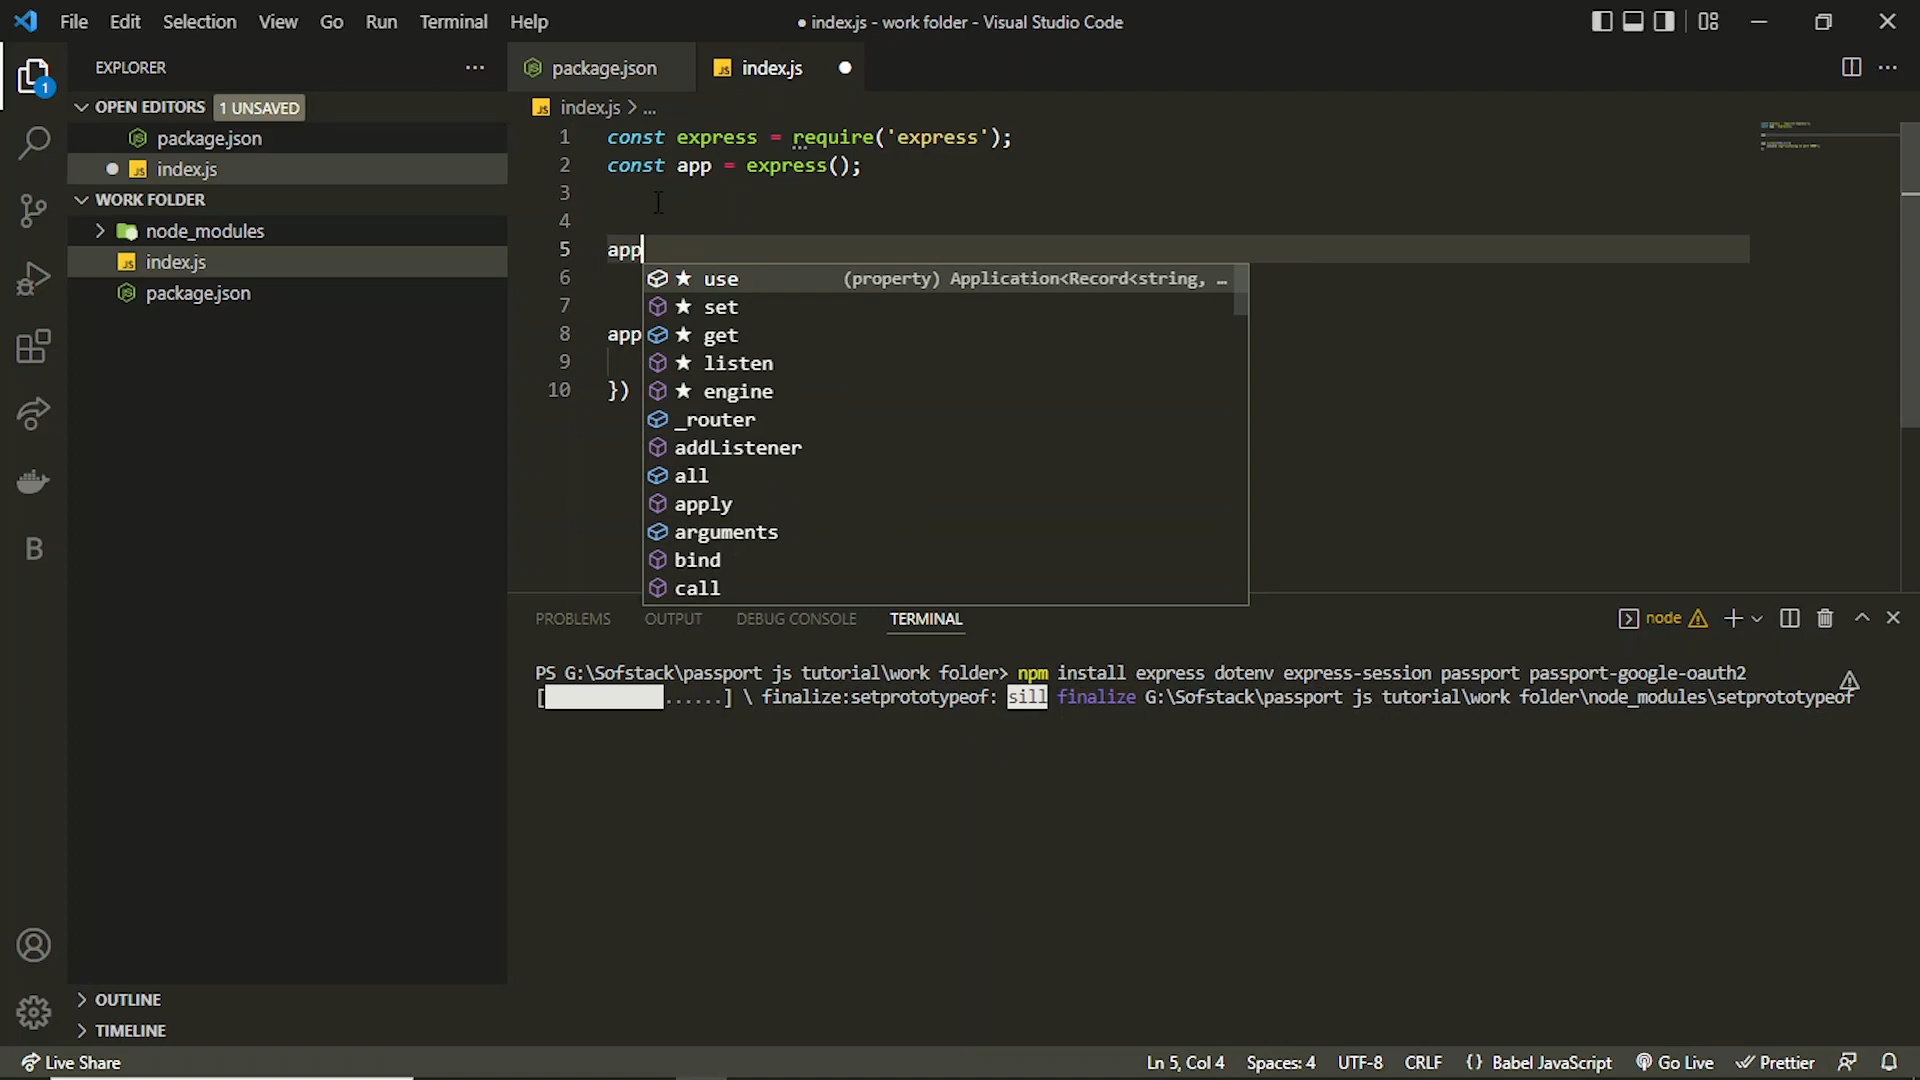 File Edit Selection View Go Run Terminal Help
● index.js - work folder - Visual Studio Code
EXPLORER
1
OPEN EDITORS 1 UNSAVED
package.json
index.js
WORK FOLDER
node_modules
index.js
package.json
package.json
index.js
index.js > ...
1 const express = require('express');
2 const app = express();
3
4
5 app
6 ★ use (property) Application<Record<string, …
7 ★ set
8 app ★ get
9 ★ listen
10 }) ★ engine
_router
addListener
all
apply
arguments
bind
call
PROBLEMS OUTPUT DEBUG CONSOLE TERMINAL
node
PS G:\Sofstack\passport js tutorial\work folder> npm install express dotenv express-session passport passport-google-oauth2
[ ......] \ finalize:setprototypeof: sill finalize G:\Sofstack\passport js tutorial\work folder\node_modules\setprototypeof
B
OUTLINE
TIMELINE
Live Share
Ln 5, Col 4 Spaces: 4 UTF-8 CRLF {} Babel JavaScript Go Live Prettier